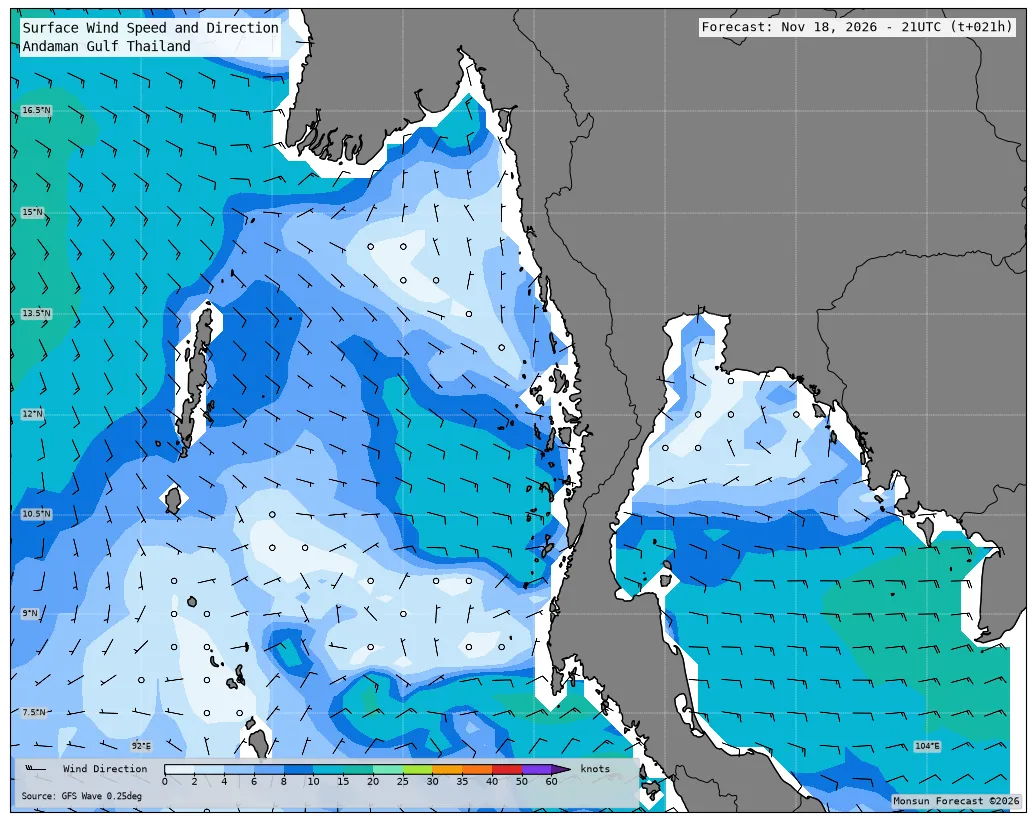 Surface Wind Speed and Direction
Andaman Gulf Thailand
Forecast: Nov 18, 2026 - 21UTC (t+021h)
16.5°N
15°N
13.5°N
12°N
10.5°N
9°N
7.5°N
92°E
104°E
Wind Direction
0 2 4 6 8 10 15 20 25 30 35 40 50 60 knots
Source: GFS Wave 0.25deg
Monsun Forecast ©2026